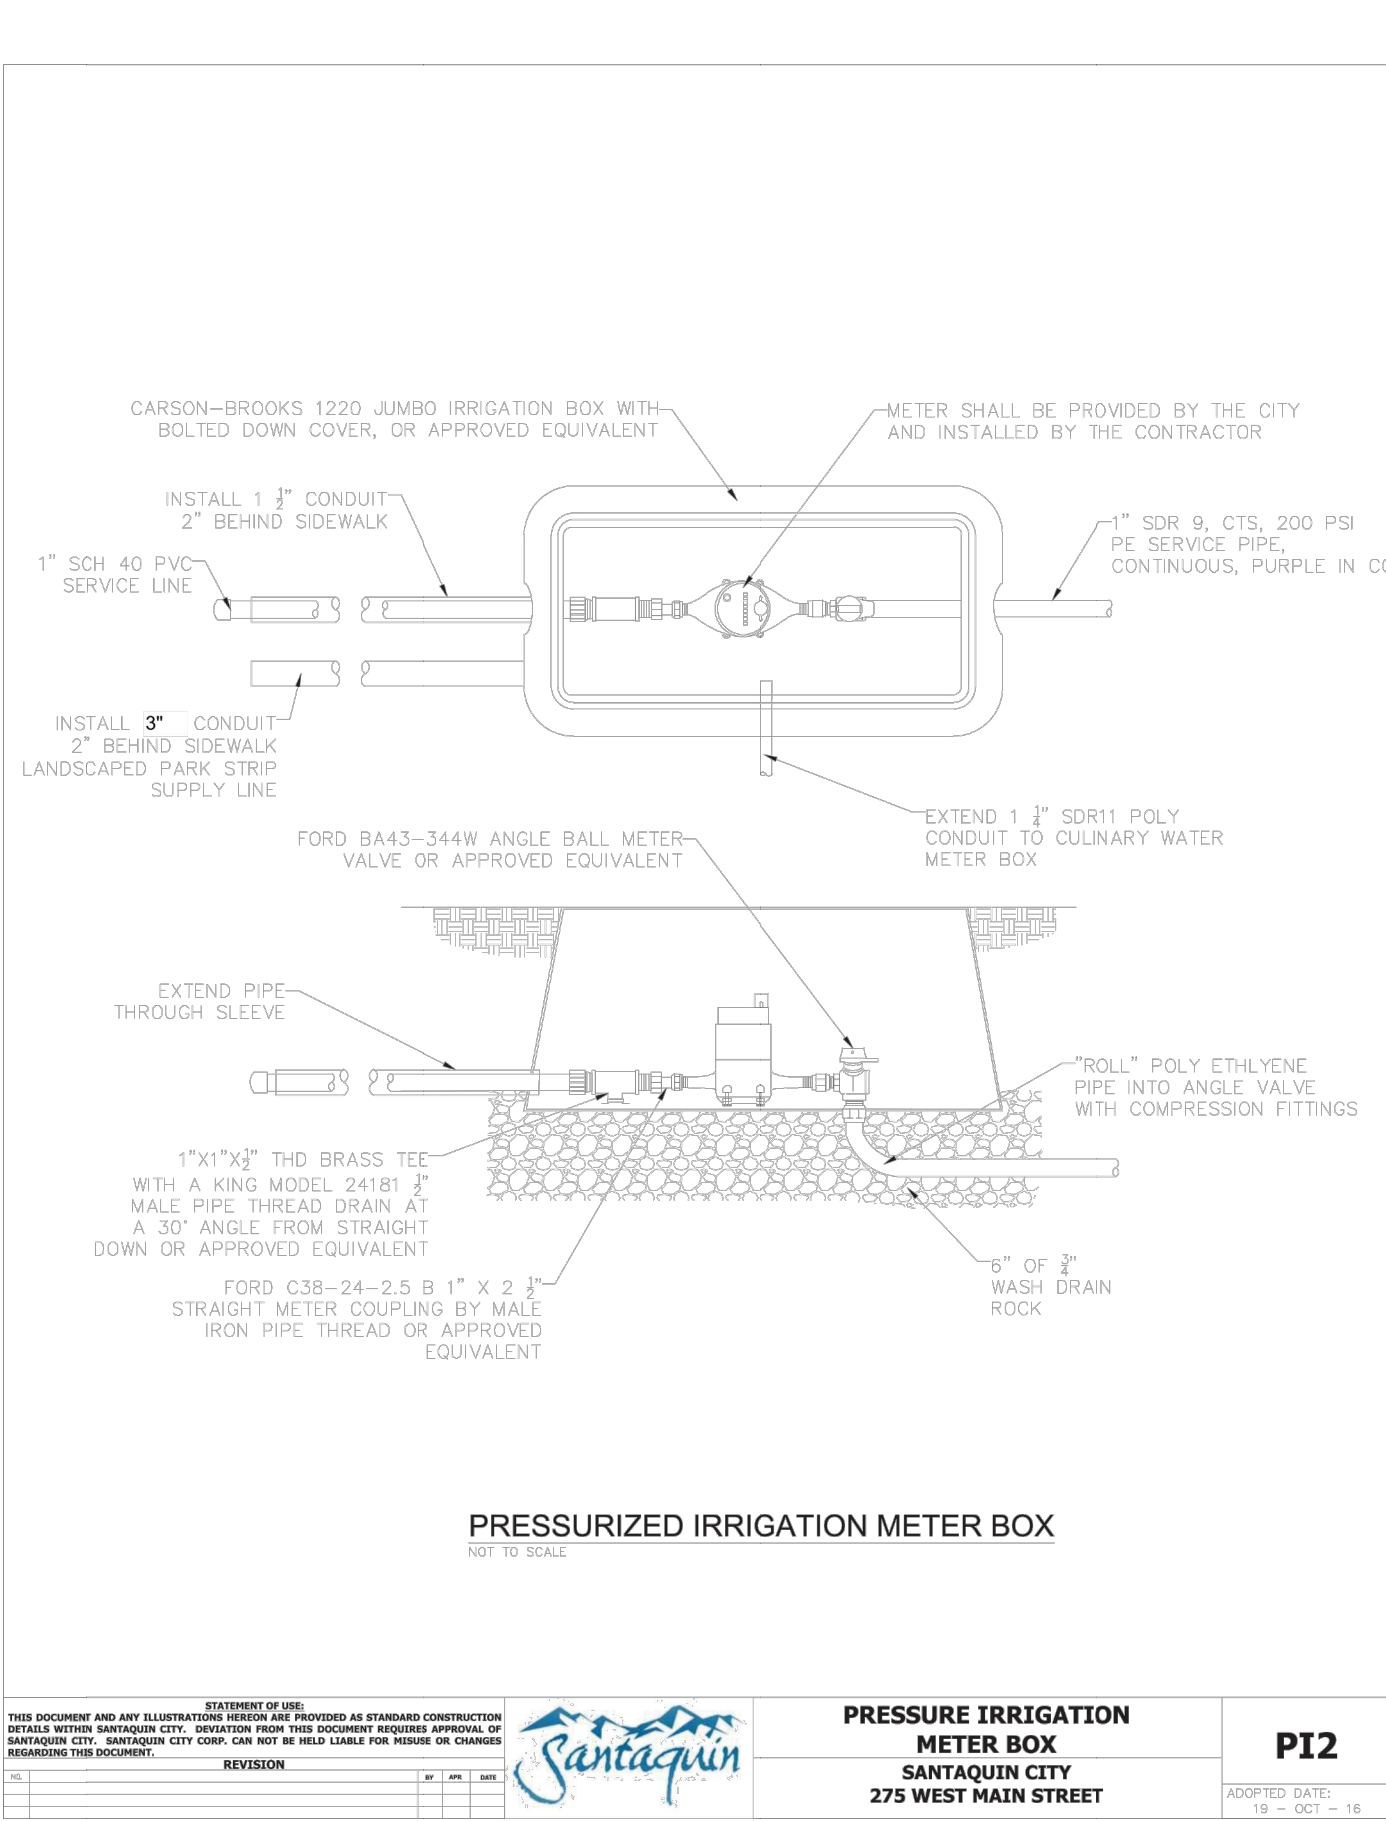 CARSON-BROOKS 1220 JUMBO IRRIGATION BOX WITH
BOLTED DOWN COVER, OR APPROVED EQUIVALENT
METER SHALL BE PROVIDED BY THE CITY
AND INSTALLED BY THE CONTRACTOR
INSTALL 1 1/2" CONDUIT
2" BEHIND SIDEWALK
1" SCH 40 PVC
SERVICE LINE
1" SDR 9, CTS, 200 PSI
PE SERVICE PIPE,
CONTINUOUS, PURPLE IN
INSTALL 3" CONDUIT
2" BEHIND SIDEWALK
LANDSCAPED PARK STRIP
SUPPLY LINE
EXTEND 1 1/4" SDR11 POLY
CONDUIT TO CULINARY WATER
METER BOX
FORD BA43-344W ANGLE BALL METER
VALVE OR APPROVED EQUIVALENT
EXTEND PIPE
THROUGH SLEEVE
"ROLL" POLY ETHLYENE
PIPE INTO ANGLE VALVE
WITH COMPRESSION FITTINGS
1"X1"X1/2" THD BRASS TEE
WITH A KING MODEL 24181 1/2"
MALE PIPE THREAD DRAIN AT
A 30° ANGLE FROM STRAIGHT
DOWN OR APPROVED EQUIVALENT
FORD C38-24-2.5 B 1" X 2 1/2"
STRAIGHT METER COUPLING BY MALE
IRON PIPE THREAD OR APPROVED
EQUIVALENT
6" OF 3/4"
WASH DRAIN
ROCK
PRESSURIZED IRRIGATION METER BOX
NOT TO SCALE
STATEMENT OF USE:
THIS DOCUMENT AND ANY ILLUSTRATIONS HEREON ARE PROVIDED AS STANDARD CONSTRUCTION
DETAILS WITHIN SANTAQUIN CITY. DEVIATION FROM THIS DOCUMENT REQUIRES APPROVAL OF
SANTAQUIN CITY. SANTAQUIN CITY CORP. CAN NOT BE HELD LIABLE FOR MISUSE OR CHANGES
REGARDING THIS DOCUMENT.
REVISION
NO. BY APR DATE
Santaquin
PRESSURE IRRIGATION
METER BOX
SANTAQUIN CITY
275 WEST MAIN STREET
PI2
ADOPTED DATE:
19 - OCT - 16